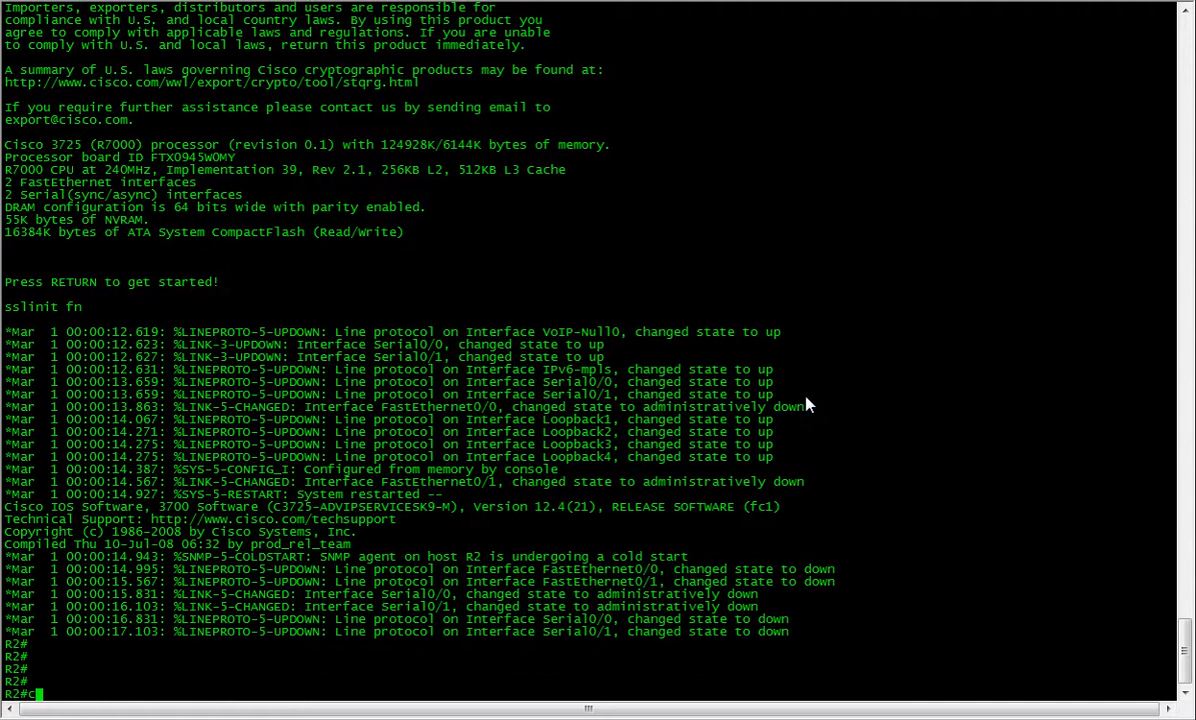 Importers, exporters, distributors and users are responsible for
compliance with U.S. and local country laws. By using this product you
agree to comply with applicable laws and regulations. If you are unable
to comply with U.S. and local laws, return this product immediately.
A summary of U.S. laws governing Cisco cryptographic products may be found at:
http://www.cisco.com/wwl/export/crypto/tool/stqrg.html
If you require further assistance please contact us by sending email to
export@cisco.com.
Cisco 3725 (R7000) processor (revision 0.1) with 124928K/6144K bytes of memory.
Processor board ID FTX0945W0MY
R7000 CPU at 240MHz, Implementation 39, Rev 2.1, 256KB L2, 512KB L3 Cache
2 FastEthernet interfaces
2 Serial(sync/async) interfaces
DRAM configuration is 64 bits wide with parity enabled.
55K bytes of NVRAM.
16384K bytes of ATA System CompactFlash (Read/Write)
Press RETURN to get started!
sslinit fn
*Mar  1 00:00:12.619: %LINEPROTO-5-UPDOWN: Line protocol on Interface VoIP-Null0, changed state to up
*Mar  1 00:00:12.623: %LINK-3-UPDOWN: Interface Serial0/0, changed state to up
*Mar  1 00:00:12.627: %LINK-3-UPDOWN: Interface Serial0/1, changed state to up
*Mar  1 00:00:12.631: %LINEPROTO-5-UPDOWN: Line protocol on Interface IPv6-mpls, changed state to up
*Mar  1 00:00:13.659: %LINEPROTO-5-UPDOWN: Line protocol on Interface Serial0/0, changed state to up
*Mar  1 00:00:13.659: %LINEPROTO-5-UPDOWN: Line protocol on Interface Serial0/1, changed state to up
*Mar  1 00:00:13.863: %LINK-5-CHANGED: Interface FastEthernet0/0, changed state to administratively down
*Mar  1 00:00:14.067: %LINEPROTO-5-UPDOWN: Line protocol on Interface Loopback1, changed state to up
*Mar  1 00:00:14.271: %LINEPROTO-5-UPDOWN: Line protocol on Interface Loopback2, changed state to up
*Mar  1 00:00:14.275: %LINEPROTO-5-UPDOWN: Line protocol on Interface Loopback3, changed state to up
*Mar  1 00:00:14.275: %LINEPROTO-5-UPDOWN: Line protocol on Interface Loopback4, changed state to up
*Mar  1 00:00:14.387: %SYS-5-CONFIG_I: Configured from memory by console
*Mar  1 00:00:14.567: %LINK-5-CHANGED: Interface FastEthernet0/1, changed state to administratively down
*Mar  1 00:00:14.927: %SYS-5-RESTART: System restarted --
Cisco IOS Software, 3700 Software (C3725-ADVIPSERVICESK9-M), Version 12.4(21), RELEASE SOFTWARE (fc1)
Technical Support: http://www.cisco.com/techsupport
Copyright (c) 1986-2008 by Cisco Systems, Inc.
Compiled Thu 10-Jul-08 06:32 by prod_rel_team
*Mar  1 00:00:14.943: %SNMP-5-COLDSTART: SNMP agent on host R2 is undergoing a cold start
*Mar  1 00:00:14.995: %LINEPROTO-5-UPDOWN: Line protocol on Interface FastEthernet0/0, changed state to down
*Mar  1 00:00:15.567: %LINEPROTO-5-UPDOWN: Line protocol on Interface FastEthernet0/1, changed state to down
*Mar  1 00:00:15.831: %LINK-5-CHANGED: Interface Serial0/0, changed state to administratively down
*Mar  1 00:00:16.103: %LINK-5-CHANGED: Interface Serial0/1, changed state to administratively down
*Mar  1 00:00:16.831: %LINEPROTO-5-UPDOWN: Line protocol on Interface Serial0/0, changed state to down
*Mar  1 00:00:17.103: %LINEPROTO-5-UPDOWN: Line protocol on Interface Serial0/1, changed state to down
R2#
R2#
R2#
R2#
R2#c